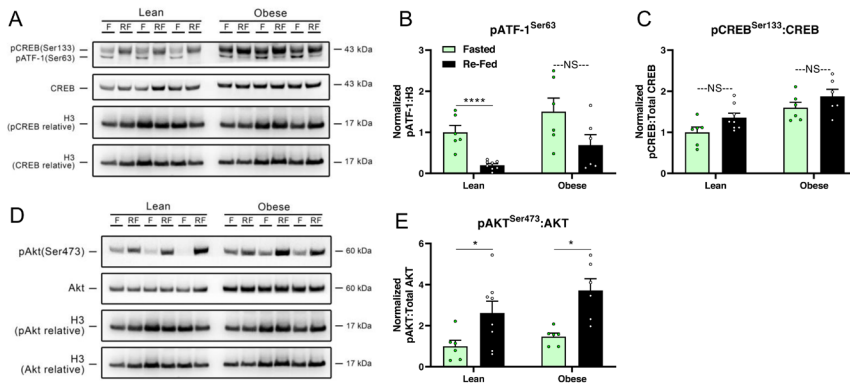 A
Lean
Obese
F RF F RF F RF
F RF F RF F RF
pCREB(Ser133)
pATF-1(Ser63)
43 kDa
CREB
43 kDa
H3
(pCREB relative)
17 kDa
H3
(CREB relative)
17 kDa
B
pATF-1Ser63
Normalized
pATF-1:H3
3
2
1
0
Fasted
Re-Fed
****
---NS---
Lean
Obese
C
pCREBSer133:CREB
Normalized
pCREB:Total CREB
3
2
1
0
---NS---
---NS---
Lean
Obese
D
Lean
Obese
F RF F RF F RF
F RF F RF F RF
pAkt(Ser473)
60 kDa
Akt
60 kDa
H3
(pAkt relative)
17 kDa
H3
(Akt relative)
17 kDa
E
pAKTSer473:AKT
Normalized
pAKT:Total AKT
6
4
2
0
*
*
Lean
Obese